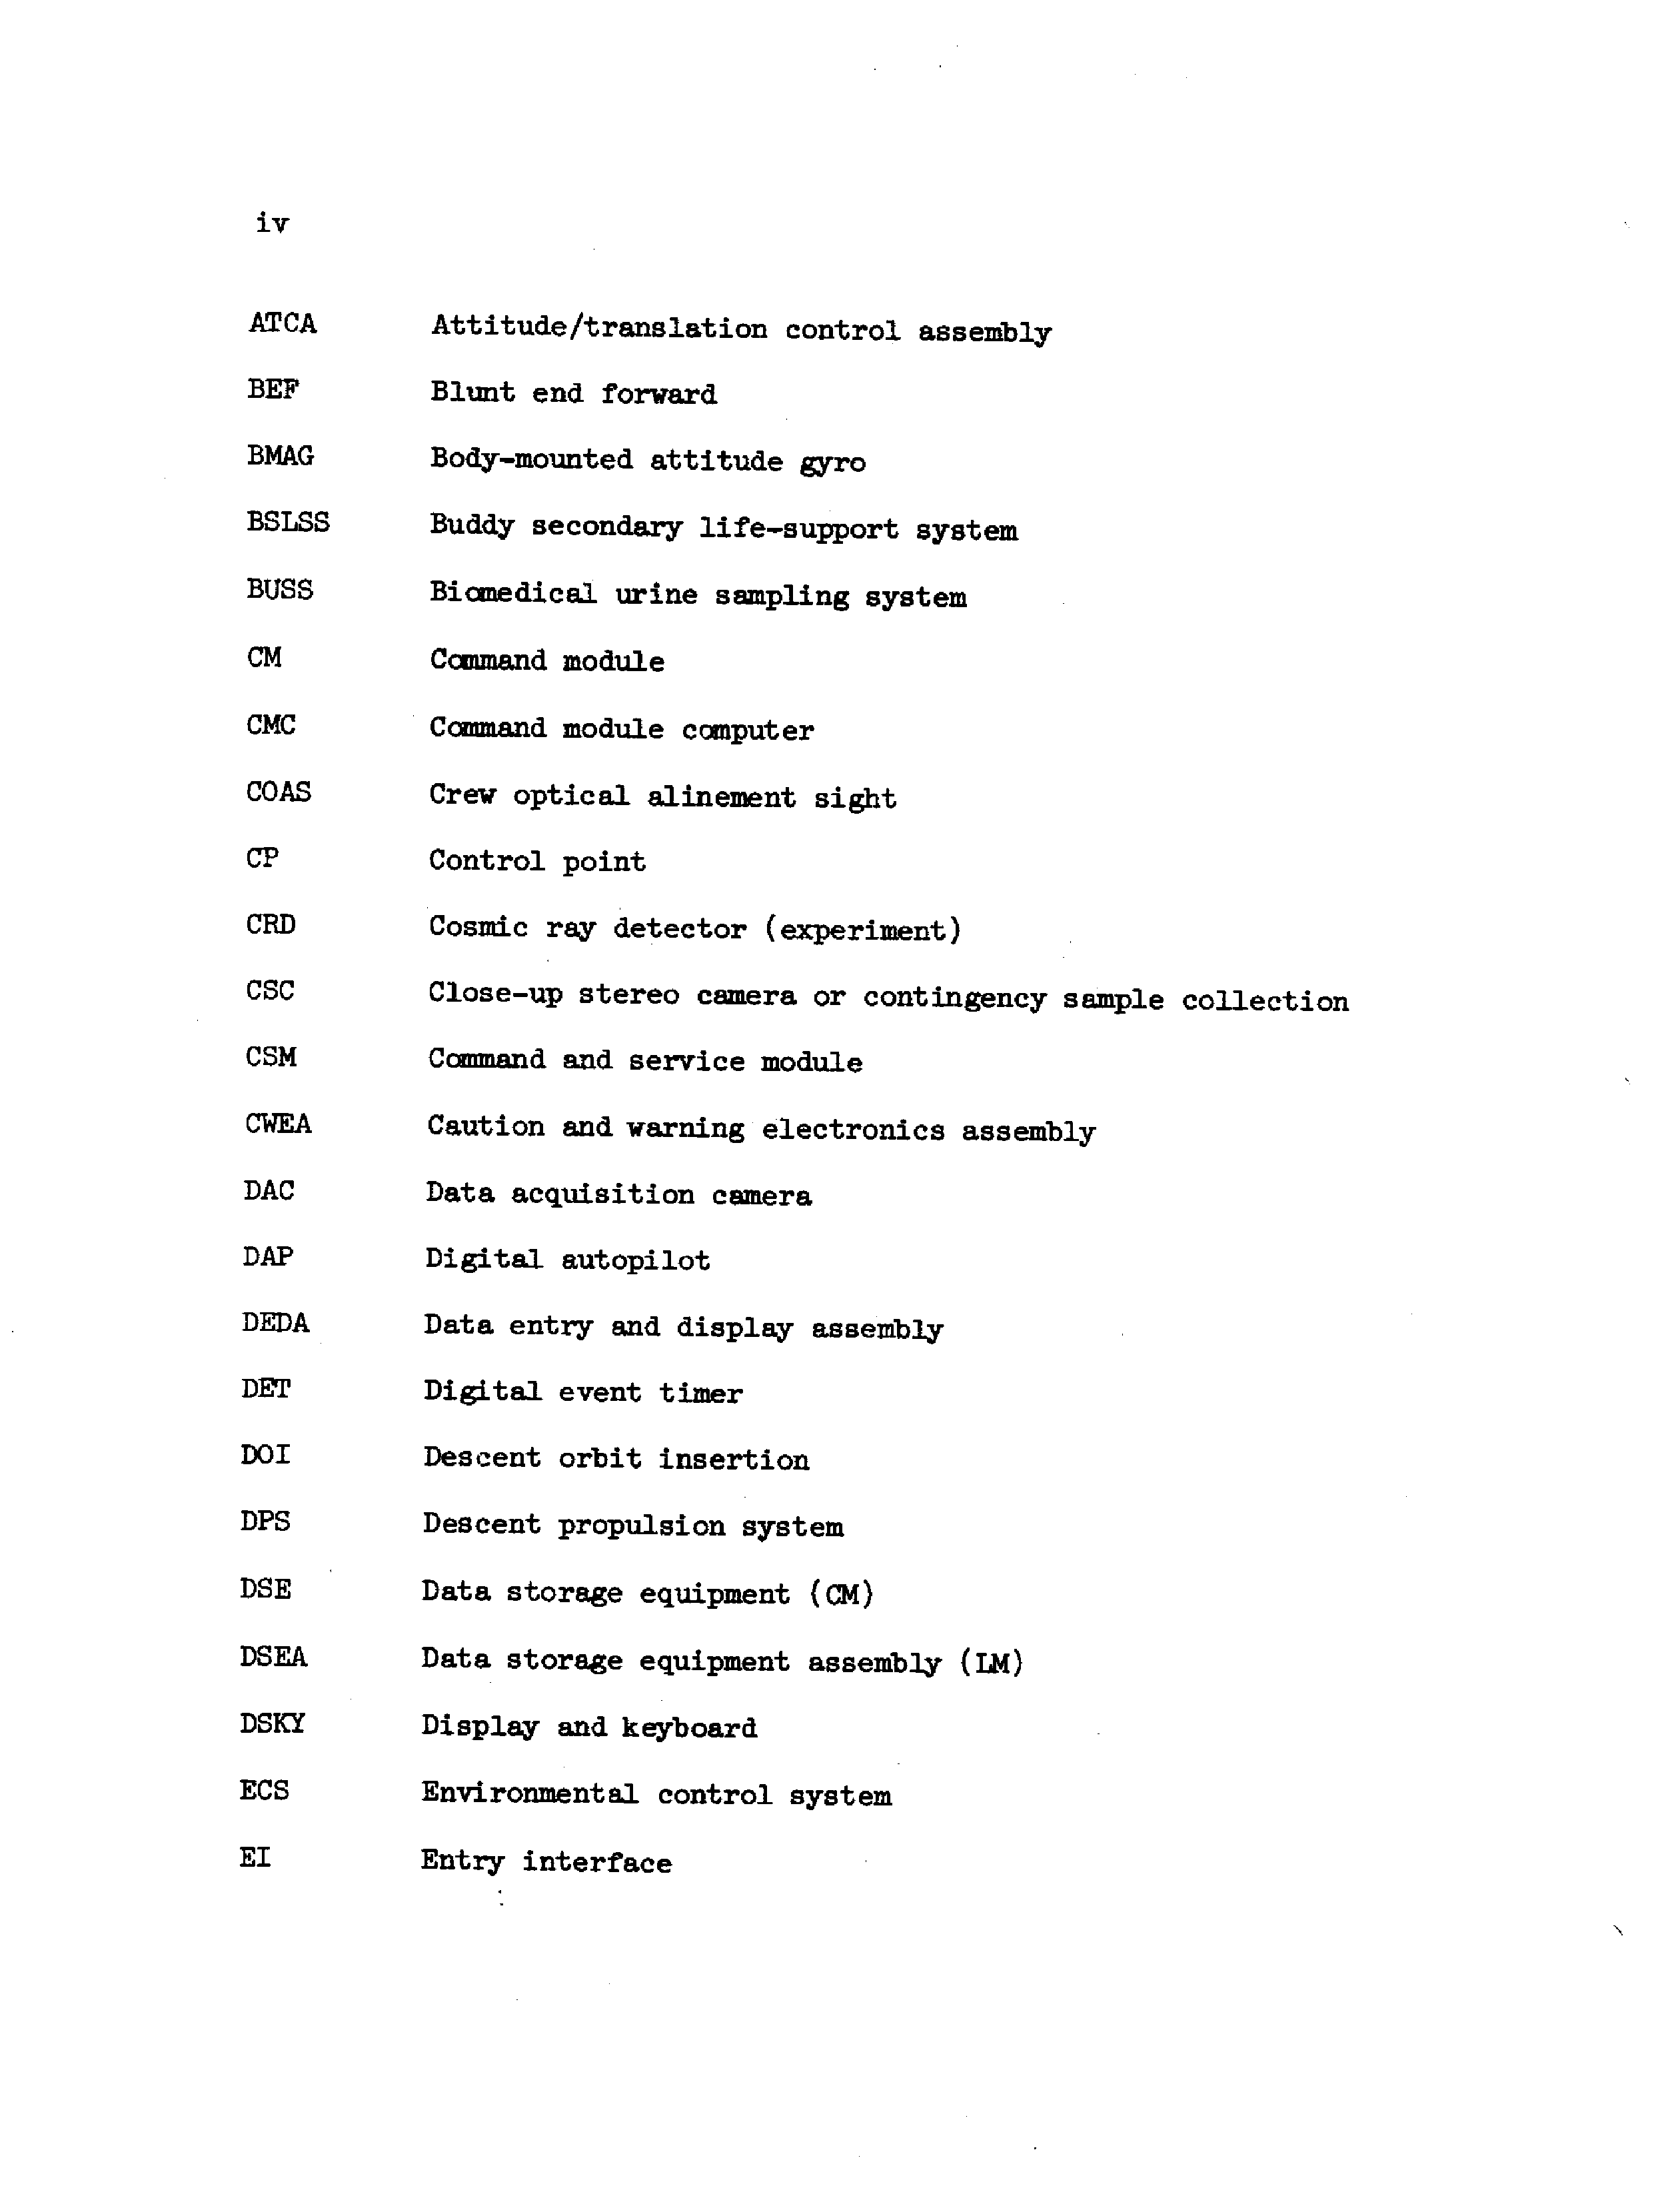 iv
ATCA Attitude/translation control assembly
BEF Blunt end forward
BMAG Body-mounted attitude gyro
BSLSS Buddy secondary life-support system
BUSS Biomedical urine sampling system
CM Command module
CMC Command module computer
COAS Crew optical alinement sight
CP Control point
CRD Cosmic ray detector (experiment)
CSC Close-up stereo camera or contingency sample collection
CSM Command and service module
CWEA Caution and warning electronics assembly
DAC Data acquisition camera
DAP Digital autopilot
DEDA Data entry and display assembly
DET Digital event timer
DOI Descent orbit insertion
DPS Descent propulsion system
DSE Data storage equipment (CM)
DSEA Data storage equipment assembly (LM)
DSKY Display and keyboard
ECS Environmental control system
EI Entry interface